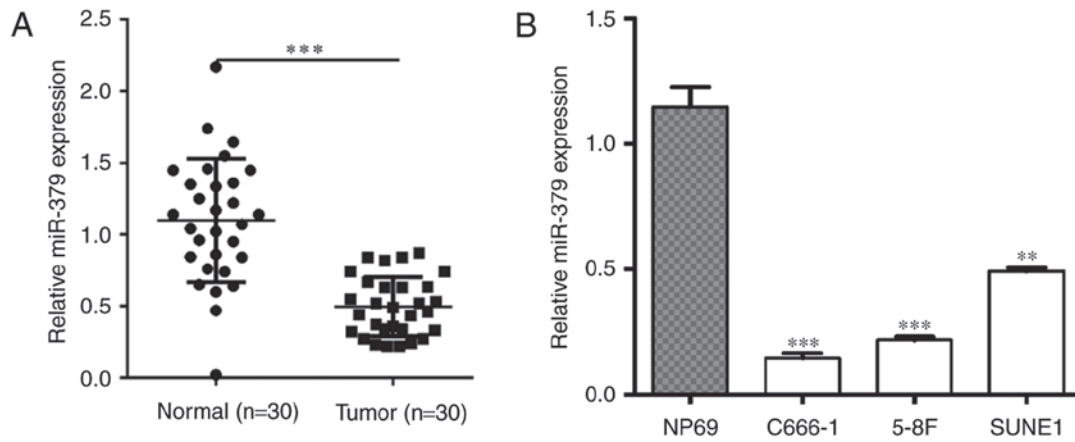 A
Relative miR-379 expression
2.5
2.0
1.5
1.0
0.5
0.0
***
Normal (n=30) Tumor (n=30)
B
Relative miR-379 expression
1.5
1.0
0.5
0.0
***
***
**
NP69 C666-1 5-8F SUNE1